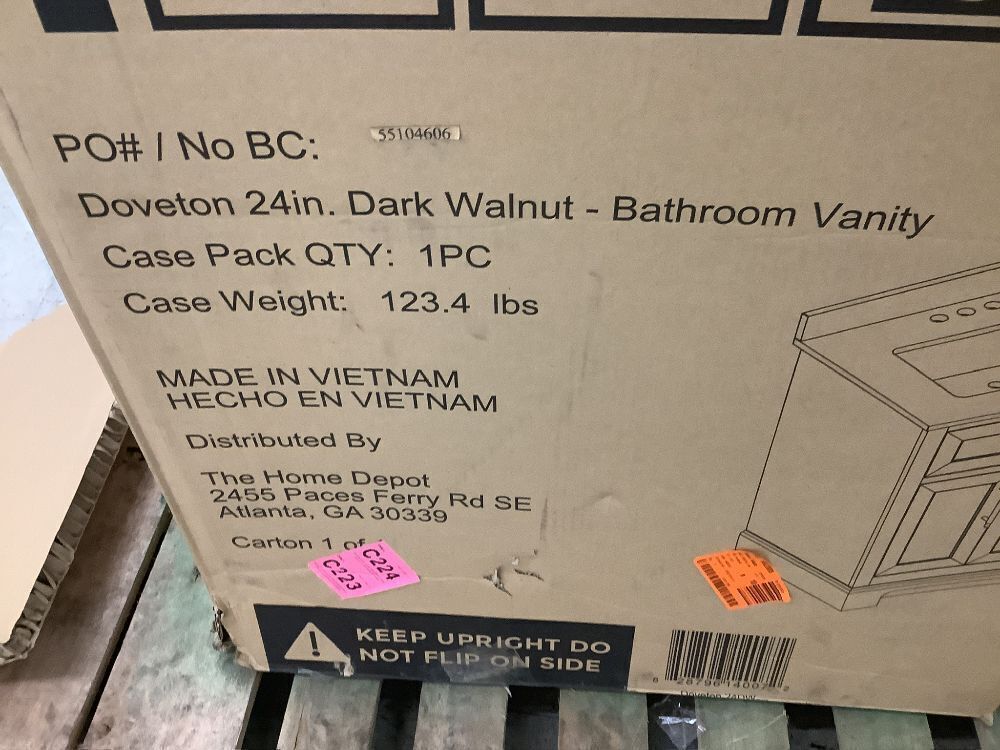 PO# / No BC: 55104606
Doveton 24in. Dark Walnut - Bathroom Vanity
Case Pack QTY: 1PC
Case Weight: 123.4 lbs
MADE IN VIETNAM
HECHO EN VIETNAM
Distributed By
The Home Depot
2455 Paces Ferry Rd SE
Atlanta, GA 30339
Carton 1 of
C224
C223
KEEP UPRIGHT DO
NOT FLIP ON SIDE